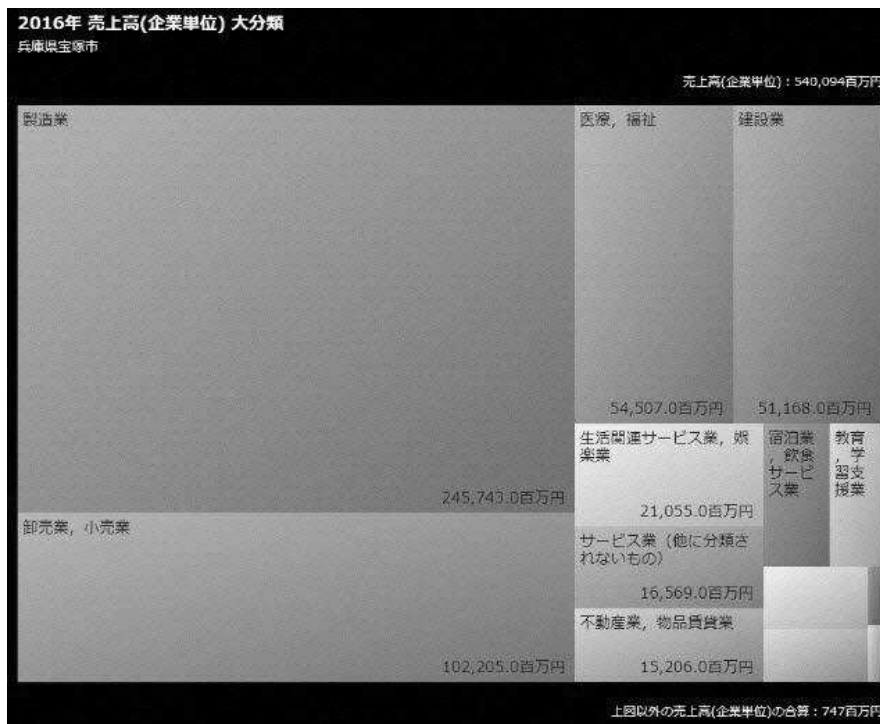 2016年 売上高(企業単位) 大分類
兵庫県宝塚市
売上高(企業単位) : 540,094百万円
製造業
245,743.0百万円
卸売業, 小売業
102,205.0百万円
医療, 福祉
54,507.0百万円
建設業
51,168.0百万円
生活関連サービス業, 娯
楽業
21,055.0百万円
サービス業 (他に分類さ
れないもの)
16,569.0百万円
不動産業, 物品賃貸業
15,206.0百万円
宿泊業
, 飲食
サービ
ス業
教育
, 学
習支
援業
上図以外の売上高(企業単位)の合算 : 747百万円